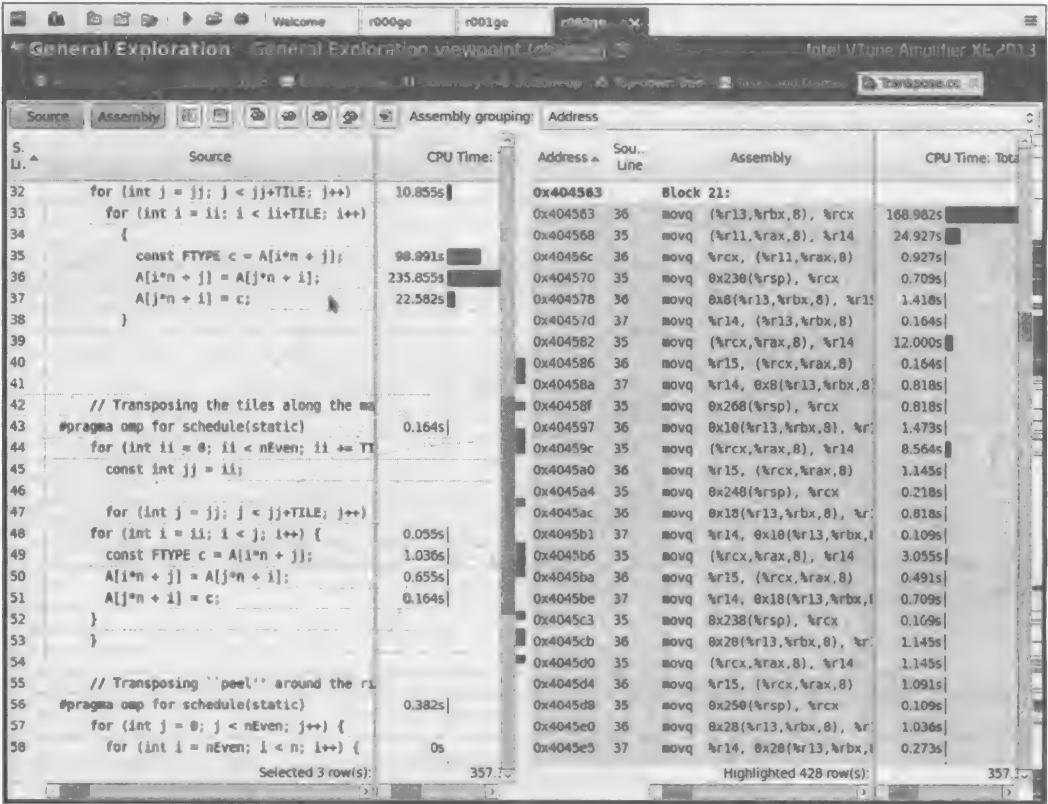 Welcome r000ge r001ge
General Exploration General Exploration viewpoint Intel VTune Amplifier XE 2013
Transpose.cc
Source Assembly Assembly grouping: Address
S. Li. Source CPU Time: Address Sou.. Line Assembly CPU Time: Tota
32 for (int j = jj; j < jj+TILE; j++) 10.855s 0x404563 Block 21:
33 for (int i = ii; i < ii+TILE; i++) 0x404563 36 movq (%r13,%rbx,8), %rcx 168.982s
34 { 0x404568 35 movq (%r11,%rax,8), %r14 24.927s
35 const FTYPE c = A[i*n + j]; 98.891s 0x40456c 36 movq %rcx, (%r11,%rax,8) 0.927s
36 A[i*n + j] = A[j*n + i]; 235.855s 0x404570 35 movq 0x230(%rsp), %rcx 0.709s
37 A[j*n + i] = c; 22.582s 0x404578 36 movq 0x8(%r13,%rbx,8), %r15 1.418s
38 } 0x40457d 37 movq %r14, (%r13,%rbx,8) 0.164s
39 0x404582 35 movq (%rcx,%rax,8), %r14 12.000s
40 0x404586 36 movq %r15, (%rcx,%rax,8) 0.164s
41 0x40458a 37 movq %r14, 0x8(%r13,%rbx,8) 0.818s
42 // Transposing the tiles along the ma 0x40458f 35 movq 0x268(%rsp), %rcx 0.818s
43 #pragma omp for schedule(static) 0.164s 0x404597 36 movq 0x10(%r13,%rbx,8), %r 1.473s
44 for (int ii = 0; ii < nEven; ii += TI 0x40459c 35 movq (%rcx,%rax,8), %r14 8.564s
45 const int jj = ii; 0x4045a0 36 movq %r15, (%rcx,%rax,8) 1.145s
46 0x4045a4 35 movq 0x248(%rsp), %rcx 0.218s
47 for (int j = jj; j < jj+TILE; j++) 0x4045ac 36 movq 0x18(%r13,%rbx,8), %r 0.818s
48 for (int i = ii; i < j; i++) { 0.055s 0x4045b1 37 movq %r14, 0x10(%r13,%rbx,8 0.109s
49 const FTYPE c = A[i*n + j]; 1.036s 0x4045b6 35 movq (%rcx,%rax,8), %r14 3.055s
50 A[i*n + j] = A[j*n + i]; 0.655s 0x4045ba 36 movq %r15, (%rcx,%rax,8) 0.491s
51 A[j*n + i] = c; 0.164s 0x4045be 37 movq %r14, 0x18(%r13,%rbx,8 0.709s
52 } 0x4045c3 35 movq 0x238(%rsp), %rcx 0.169s
53 } 0x4045cb 36 movq 0x20(%r13,%rbx,8), %r 1.145s
54 0x4045d0 35 movq (%rcx,%rax,8), %r14 1.145s
55 // Transposing ``peel'' around the ri 0x4045d4 36 movq %r15, (%rcx,%rax,8) 1.091s
56 #pragma omp for schedule(static) 0.382s 0x4045d8 35 movq 0x250(%rsp), %rcx 0.109s
57 for (int j = 0; j < nEven; j++) { 0x4045e0 36 movq 0x28(%r13,%rbx,8), %r 1.036s
58 for (int i = nEven; i < n; i++) { 0s 0x4045e5 37 movq %r14, 0x20(%r13,%rbx,8 0.273s
Selected 3 row(s): 357. Highlighted 428 row(s): 357.